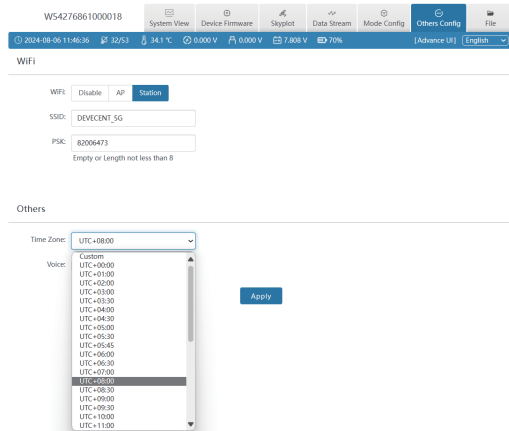 W54276861000018
System View
Device Firmware
Skyplot
Data Stream
Mode Config
Others Config
File
2024-08-06 11:46:36 32/53 34.1 ℃ 0.000 V 0.000 V 7.808 V 70% [Advance UI] English
WiFi
WiFi: Disable AP Station
SSID: DEVECENT_5G
PSK: 82006473
Empty or Length not less than 8
Others
Time Zone: UTC+08:00
Custom
Voice:
UTC+00:00
UTC+01:00
UTC+02:00
UTC+03:00
UTC+03:30
UTC+04:00
UTC+04:30
UTC+05:00
UTC+05:30
UTC+05:45
UTC+06:00
UTC+06:30
UTC+07:00
UTC+08:00
UTC+08:30
UTC+09:00
UTC+09:30
UTC+10:00
UTC+11:00
Apply